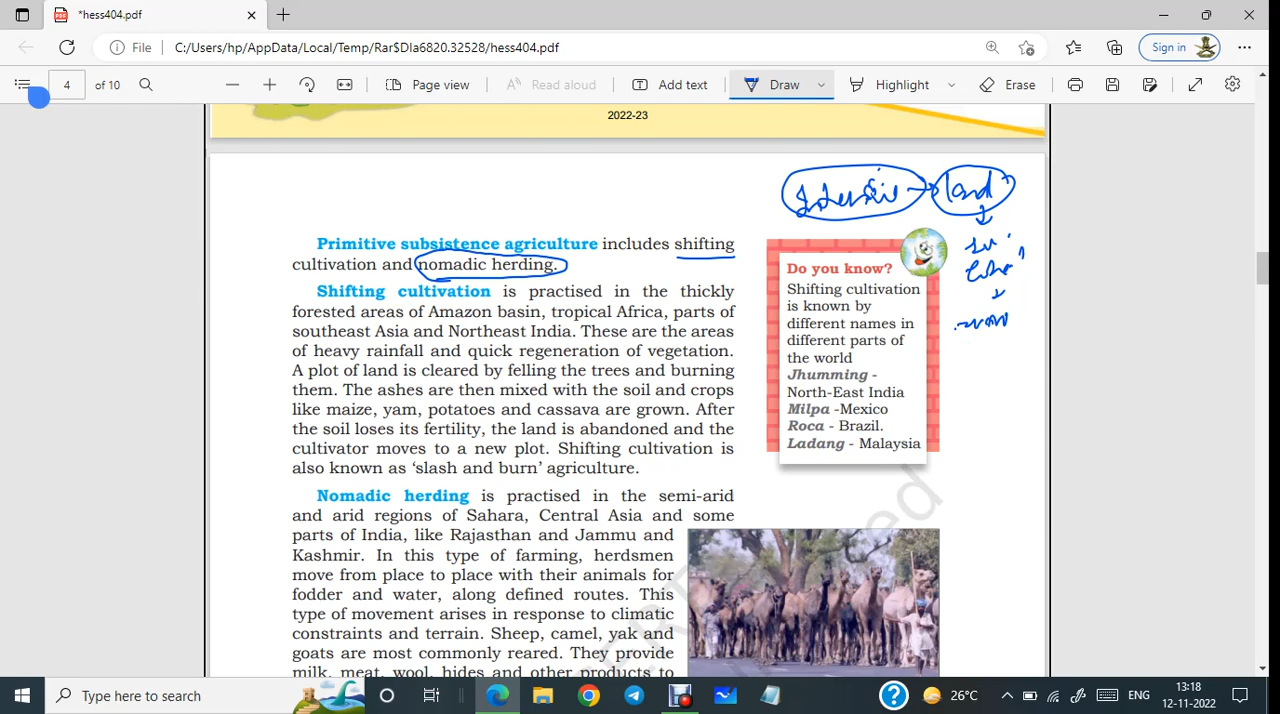 *hess404.pdf
File
C:/Users/hp/AppData/Local/Temp/Rar$DIa6820.32528/hess404.pdf
Sign in
4 of 10
Page view
Read aloud
Add text
Draw
Highlight
Erase
2022-23
land
Primitive subsistence agriculture includes shifting
cultivation and nomadic herding.
Shifting cultivation is practised in the thickly
forested areas of Amazon basin, tropical Africa, parts
of southeast Asia and Northeast India. These are the areas
of heavy rainfall and quick regeneration of vegetation.
A plot of land is cleared by felling the trees and burning
them. The ashes are then mixed with the soil and crops
like maize, yam, potatoes and cassava are grown. After
the soil loses its fertility, the land is abandoned and the
cultivator moves to a new plot. Shifting cultivation is
also known as ‘slash and burn’ agriculture.
Do you know?
Shifting cultivation
is known by
different names in
different parts of
the world
Jhumming -
North-East India
Milpa -Mexico
Roca - Brazil.
Ladang - Malaysia
Nomadic herding is practised in the semi-arid
and arid regions of Sahara, Central Asia and some
parts of India, like Rajasthan and Jammu and
Kashmir. In this type of farming, herdsmen
move from place to place with their animals for
fodder and water, along defined routes. This
type of movement arises in response to climatic
constraints and terrain. Sheep, camel, yak and
goats are most commonly reared. They provide
milk, meat, wool, hides and other products to
Type here to search
26°C
ENG
13:18
12-11-2022